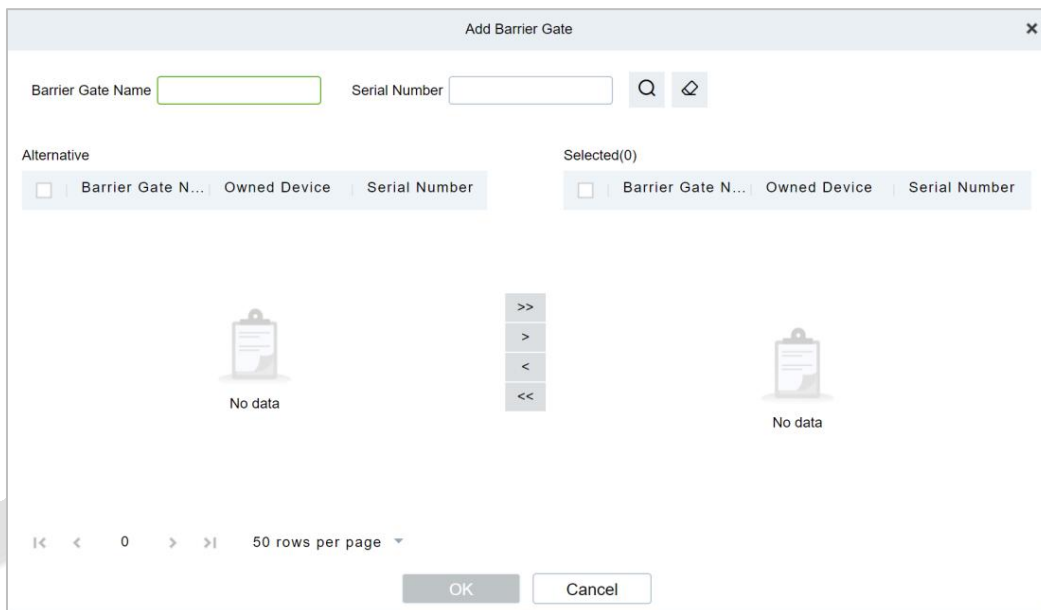 Add Barrier Gate
Barrier Gate Name Serial Number
Alternative Selected(0)
Barrier Gate N... Owned Device Serial Number Barrier Gate N... Owned Device Serial Number
>>
>
<
<<
No data
No data
0 50 rows per page
OK Cancel